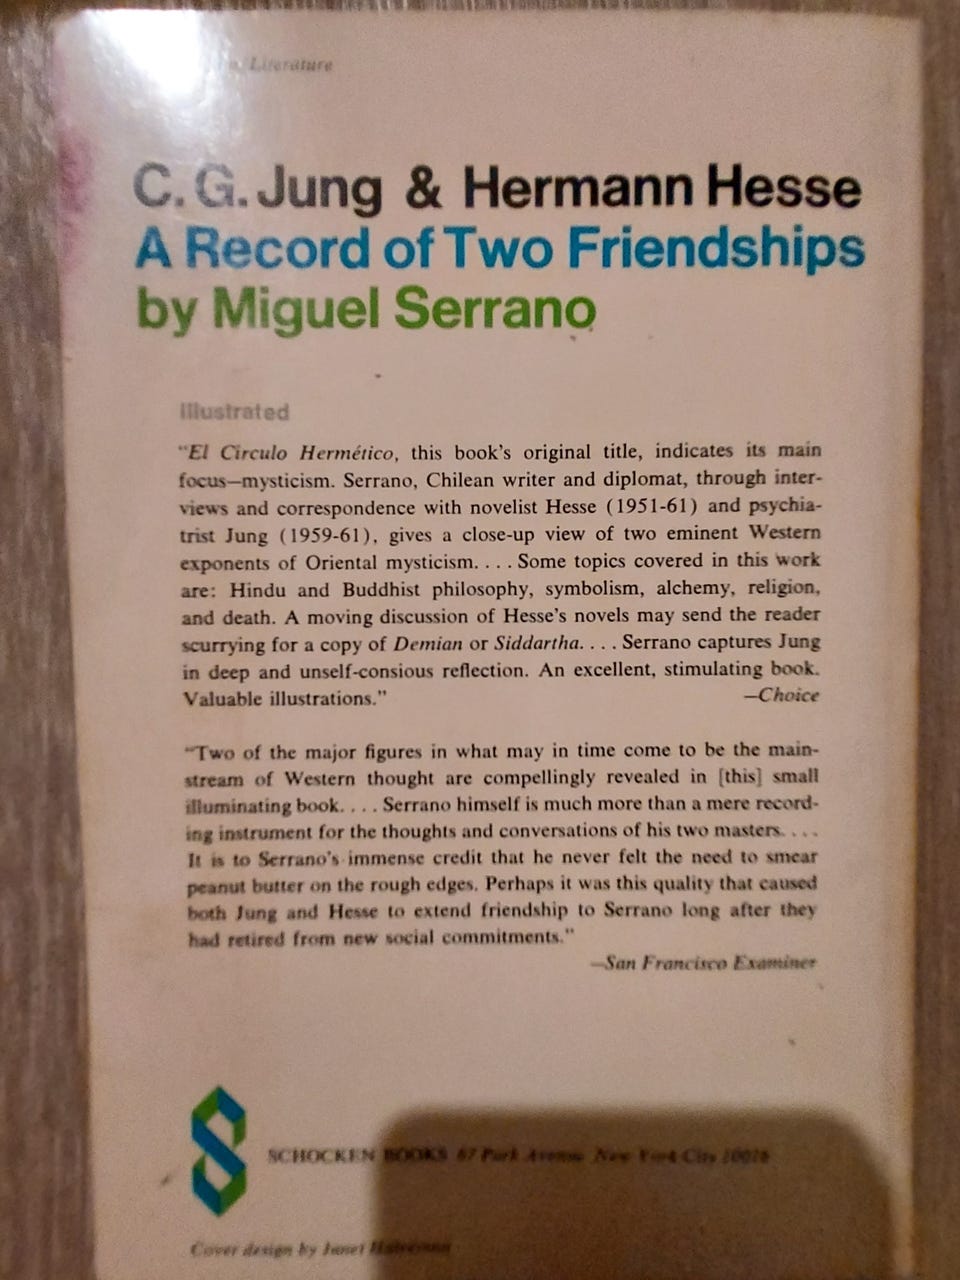 Literature
C. G. Jung & Hermann Hesse
A Record of Two Friendships
by Miguel Serrano
Illustrated
"El Circulo Hermético, this book's original title, indicates its main
focus—mysticism. Serrano, Chilean writer and diplomat, through inter-
views and correspondence with novelist Hesse (1951-61) and psychia-
trist Jung (1959-61), gives a close-up view of two eminent Western
exponents of Oriental mysticism. . . . Some topics covered in this work
are: Hindu and Buddhist philosophy, symbolism, alchemy, religion,
and death. A moving discussion of Hesse's novels may send the reader
scurrying for a copy of Demian or Siddartha. . . . Serrano captures Jung
in deep and unself-consious reflection. An excellent, stimulating book.
Valuable illustrations." —Choice
"Two of the major figures in what may in time come to be the main-
stream of Western thought are compellingly revealed in [this] small
illuminating book. . . . Serrano himself is much more than a mere record-
ing instrument for the thoughts and conversations of his two masters. . . .
It is to Serrano's immense credit that he never felt the need to smear
peanut butter on the rough edges. Perhaps it was this quality that caused
both Jung and Hesse to extend friendship to Serrano long after they
had retired from new social commitments."
—San Francisco Examiner
SCHOCKEN BOOKS 67 Park Avenue New York City 10016
Cover design by Janet